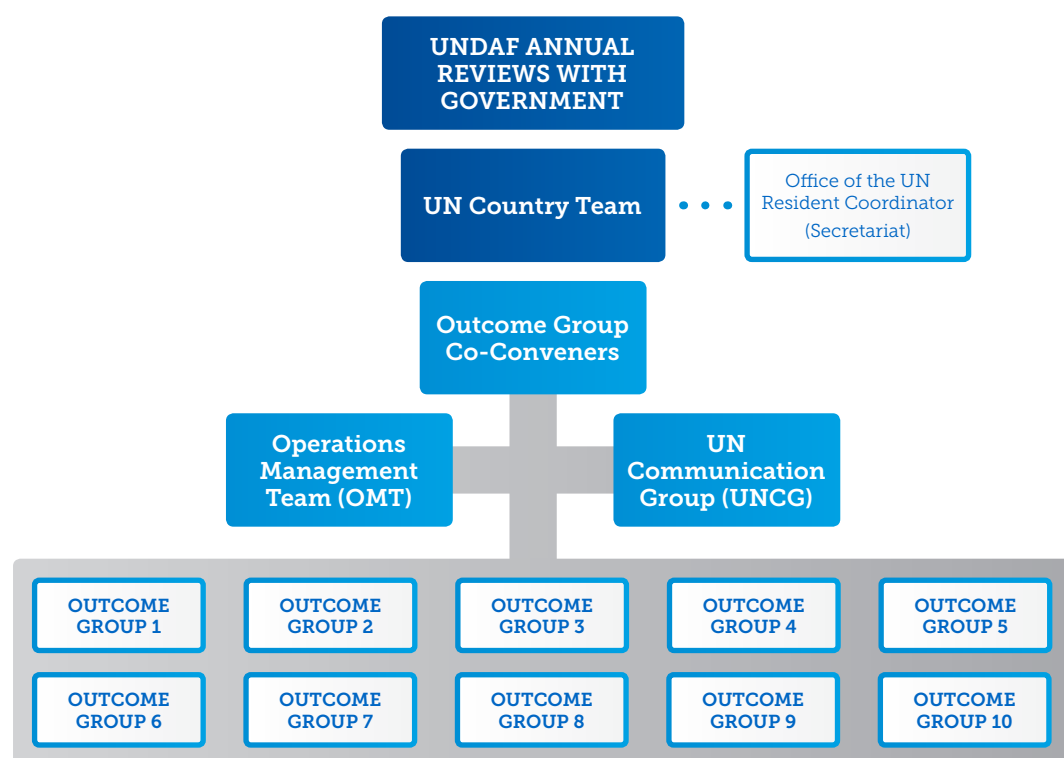 UNDAF ANNUAL
REVIEWS WITH
GOVERNMENT
UN Country Team
Office of the UN
Resident Coordinator
(Secretariat)
Outcome Group
Co-Conveners
Operations
Management
Team (OMT)
UN
Communication
Group (UNCG)
OUTCOME
GROUP 1
OUTCOME
GROUP 2
OUTCOME
GROUP 3
OUTCOME
GROUP 4
OUTCOME
GROUP 5
OUTCOME
GROUP 6
OUTCOME
GROUP 7
OUTCOME
GROUP 8
OUTCOME
GROUP 9
OUTCOME
GROUP 10